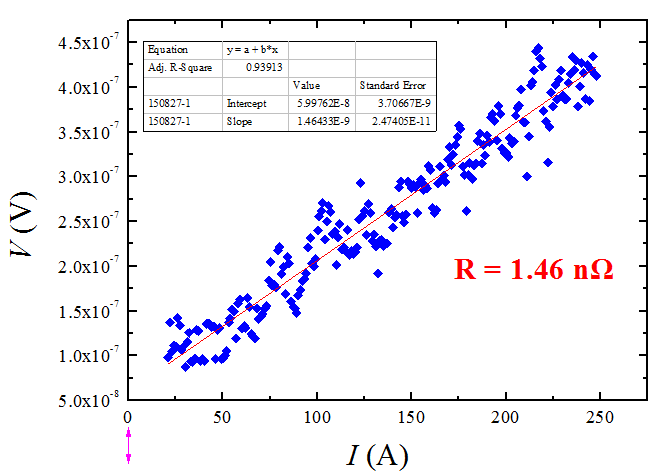 4.5x10⁻⁷
4.0x10⁻⁷
3.5x10⁻⁷
3.0x10⁻⁷
2.5x10⁻⁷
2.0x10⁻⁷
1.5x10⁻⁷
1.0x10⁻⁷
5.0x10⁻⁸
V (V)
Equation y = a + b*x
Adj. R-Square 0.93913
Value Standard Error
150827-1 Intercept 5.99762E-8 3.70667E-9
150827-1 Slope 1.46433E-9 2.47405E-11
R = 1.46 nΩ
0 50 100 150 200 250
I (A)